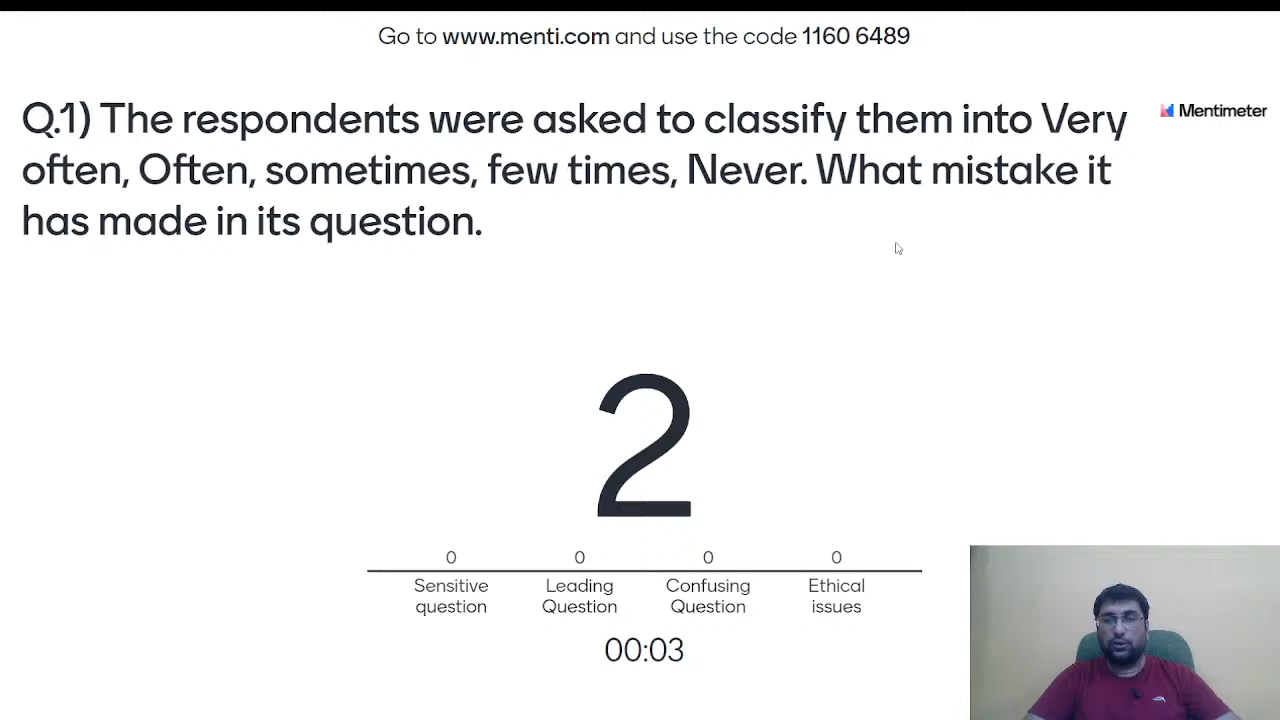 Go to www.menti.com and use the code 1160 6489
Q.1) The respondents were asked to classify them into Very
often, Often, sometimes, few times, Never. What mistake it
has made in its question.
Mentimeter
2
0 0 0 0
Sensitive question
Leading Question
Confusing Question
Ethical issues
00:03